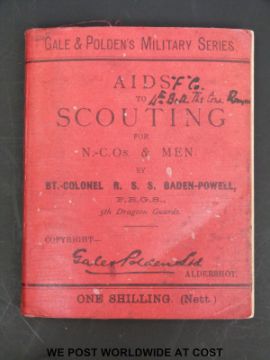 GALE & POLDEN'S MILITARY SERIES.
AIDS "F" Co.
TO
SCOUTING
FOR
N.-C.OS. & MEN
BY
BT.-COLONEL R. S. S. BADEN-POWELL,
F.R.G.S.,
5th Dragoon Guards.
COPYRIGHT—
Gale & Polden Ltd
ALDERSHOT.
ONE SHILLING. (Nett.)
WE POST WORLDWIDE AT COST